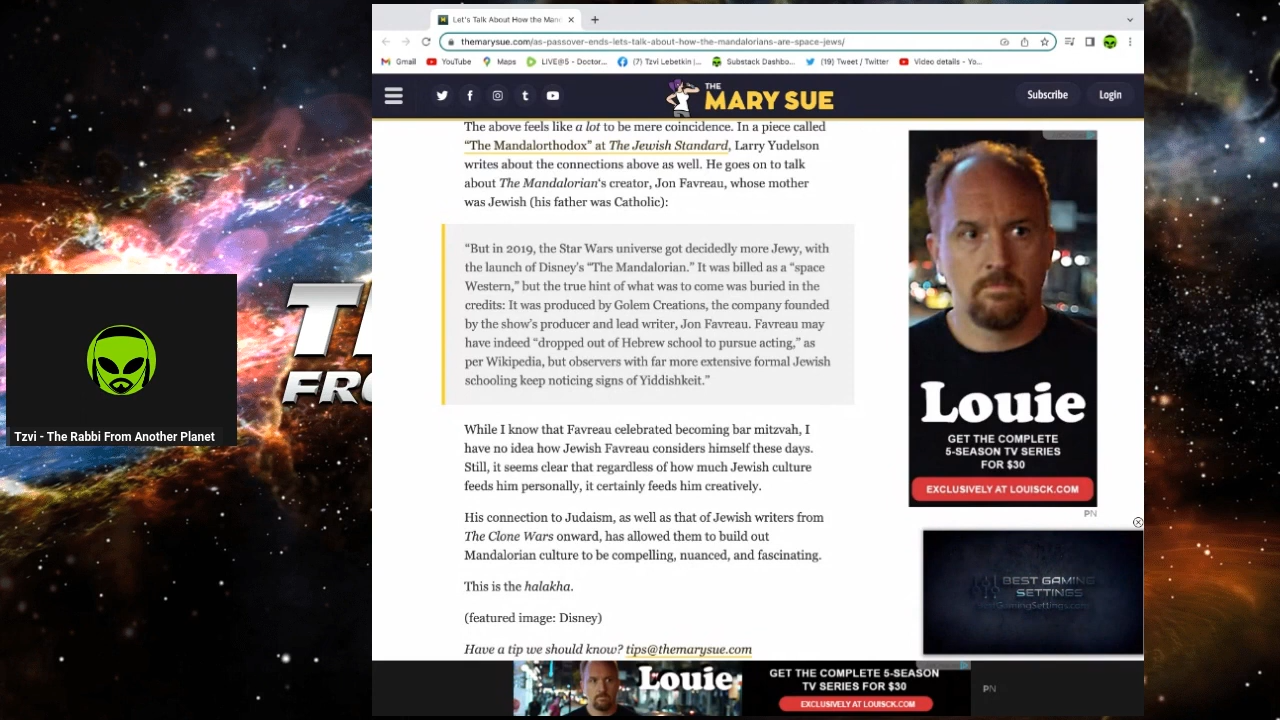 Let's Talk About How the Man
themarysue.com/as-passover-ends-lets-talk-about-how-the-mandalorians-are-space-jews/
Gmail YouTube Maps LIVE@5 - Doctor... (7) Tzvi Lebetkin |... Substack Dashbo... (19) Tweet / Twitter Video details - Yo...
THE
MARY SUE
Subscribe Login
The above feels like a lot to be mere coincidence. In a piece called
“The Mandalorthodox” at The Jewish Standard, Larry Yudelson
writes about the connections above as well. He goes on to talk
about The Mandalorian‘s creator, Jon Favreau, whose mother
was Jewish (his father was Catholic):
“But in 2019, the Star Wars universe got decidedly more Jewy, with
the launch of Disney’s “The Mandalorian.” It was billed as a “space
Western,” but the true hint of what was to come was buried in the
credits: It was produced by Golem Creations, the company founded
by the show’s producer and lead writer, Jon Favreau. Favreau may
have indeed “dropped out of Hebrew school to pursue acting,” as
per Wikipedia, but observers with far more extensive formal Jewish
schooling keep noticing signs of Yiddishkeit.”
While I know that Favreau celebrated becoming bar mitzvah, I
have no idea how Jewish Favreau considers himself these days.
Still, it seems clear that regardless of how much Jewish culture
feeds him personally, it certainly feeds him creatively.
His connection to Judaism, as well as that of Jewish writers from
The Clone Wars onward, has allowed them to build out
Mandalorian culture to be compelling, nuanced, and fascinating.
This is the halakha.
(featured image: Disney)
Have a tip we should know? tips@themarysue.com
Louie
GET THE COMPLETE
5-SEASON TV SERIES
FOR $30
EXCLUSIVELY AT LOUISCK.COM
PN
BEST GAMING
SETTINGS
Louie
GET THE COMPLETE 5-SEASON
TV SERIES FOR $30
EXCLUSIVELY AT LOUISCK.COM
PN
Tzvi - The Rabbi From Another Planet
T
FRO